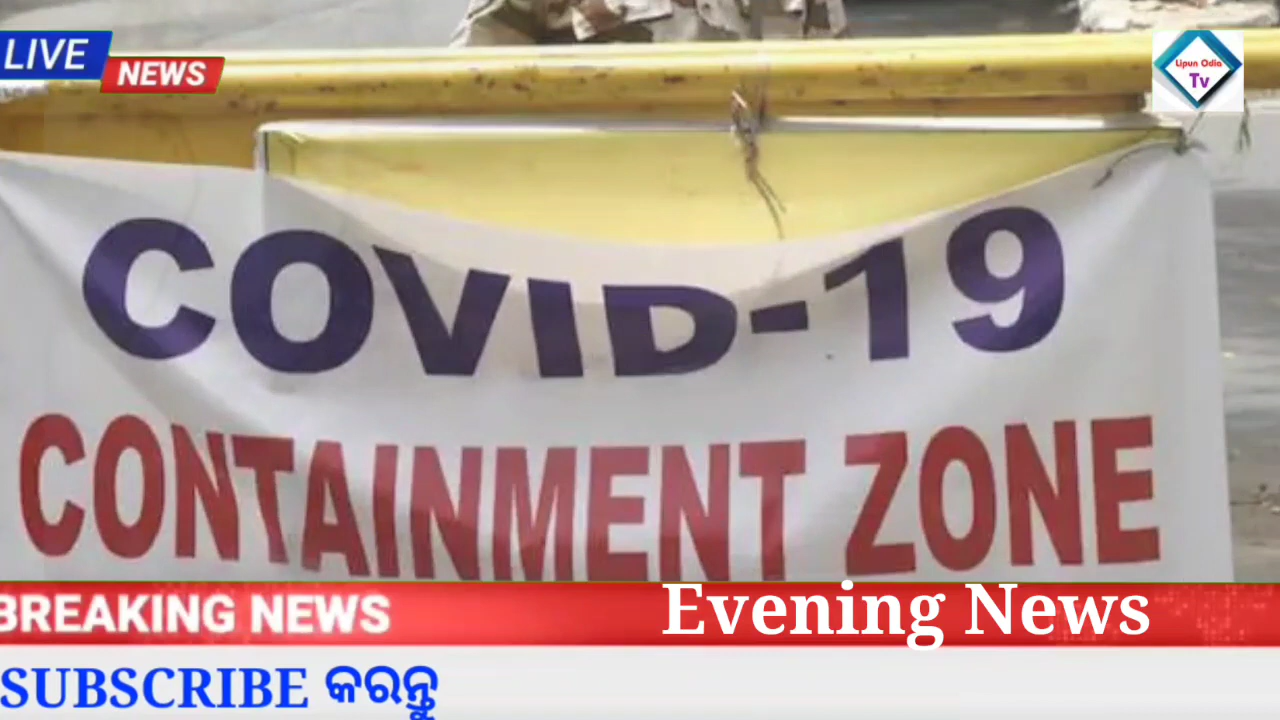 LIVE
NEWS
Lipun Odia
Tv
COVID-19
CONTAINMENT ZONE
BREAKING NEWS
Evening News
SUBSCRIBE କରନ୍ତୁ